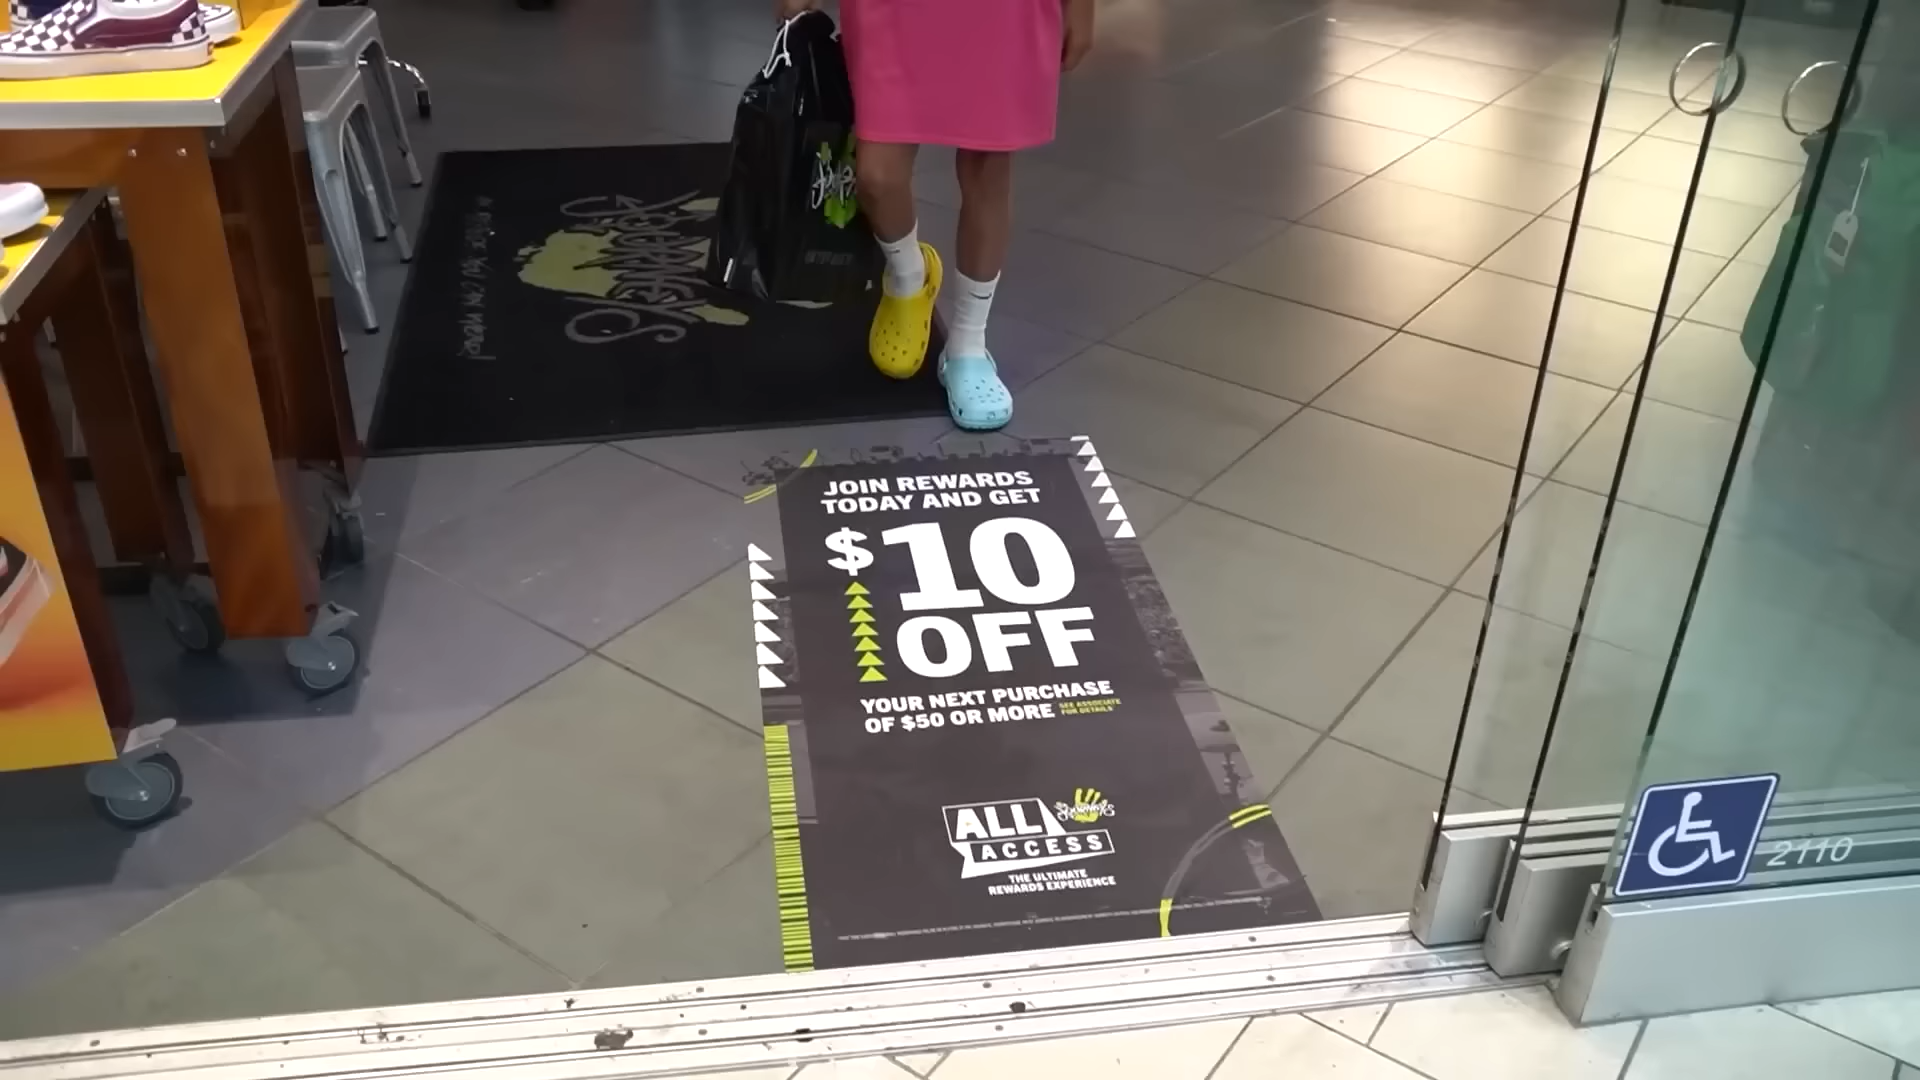 JOIN REWARDS
TODAY AND GET
$10
OFF
YOUR NEXT PURCHASE
OF $50 OR MORE
SEE ASSOCIATE
FOR DETAILS
ALL
ACCESS
THE ULTIMATE
REWARDS EXPERIENCE
2110